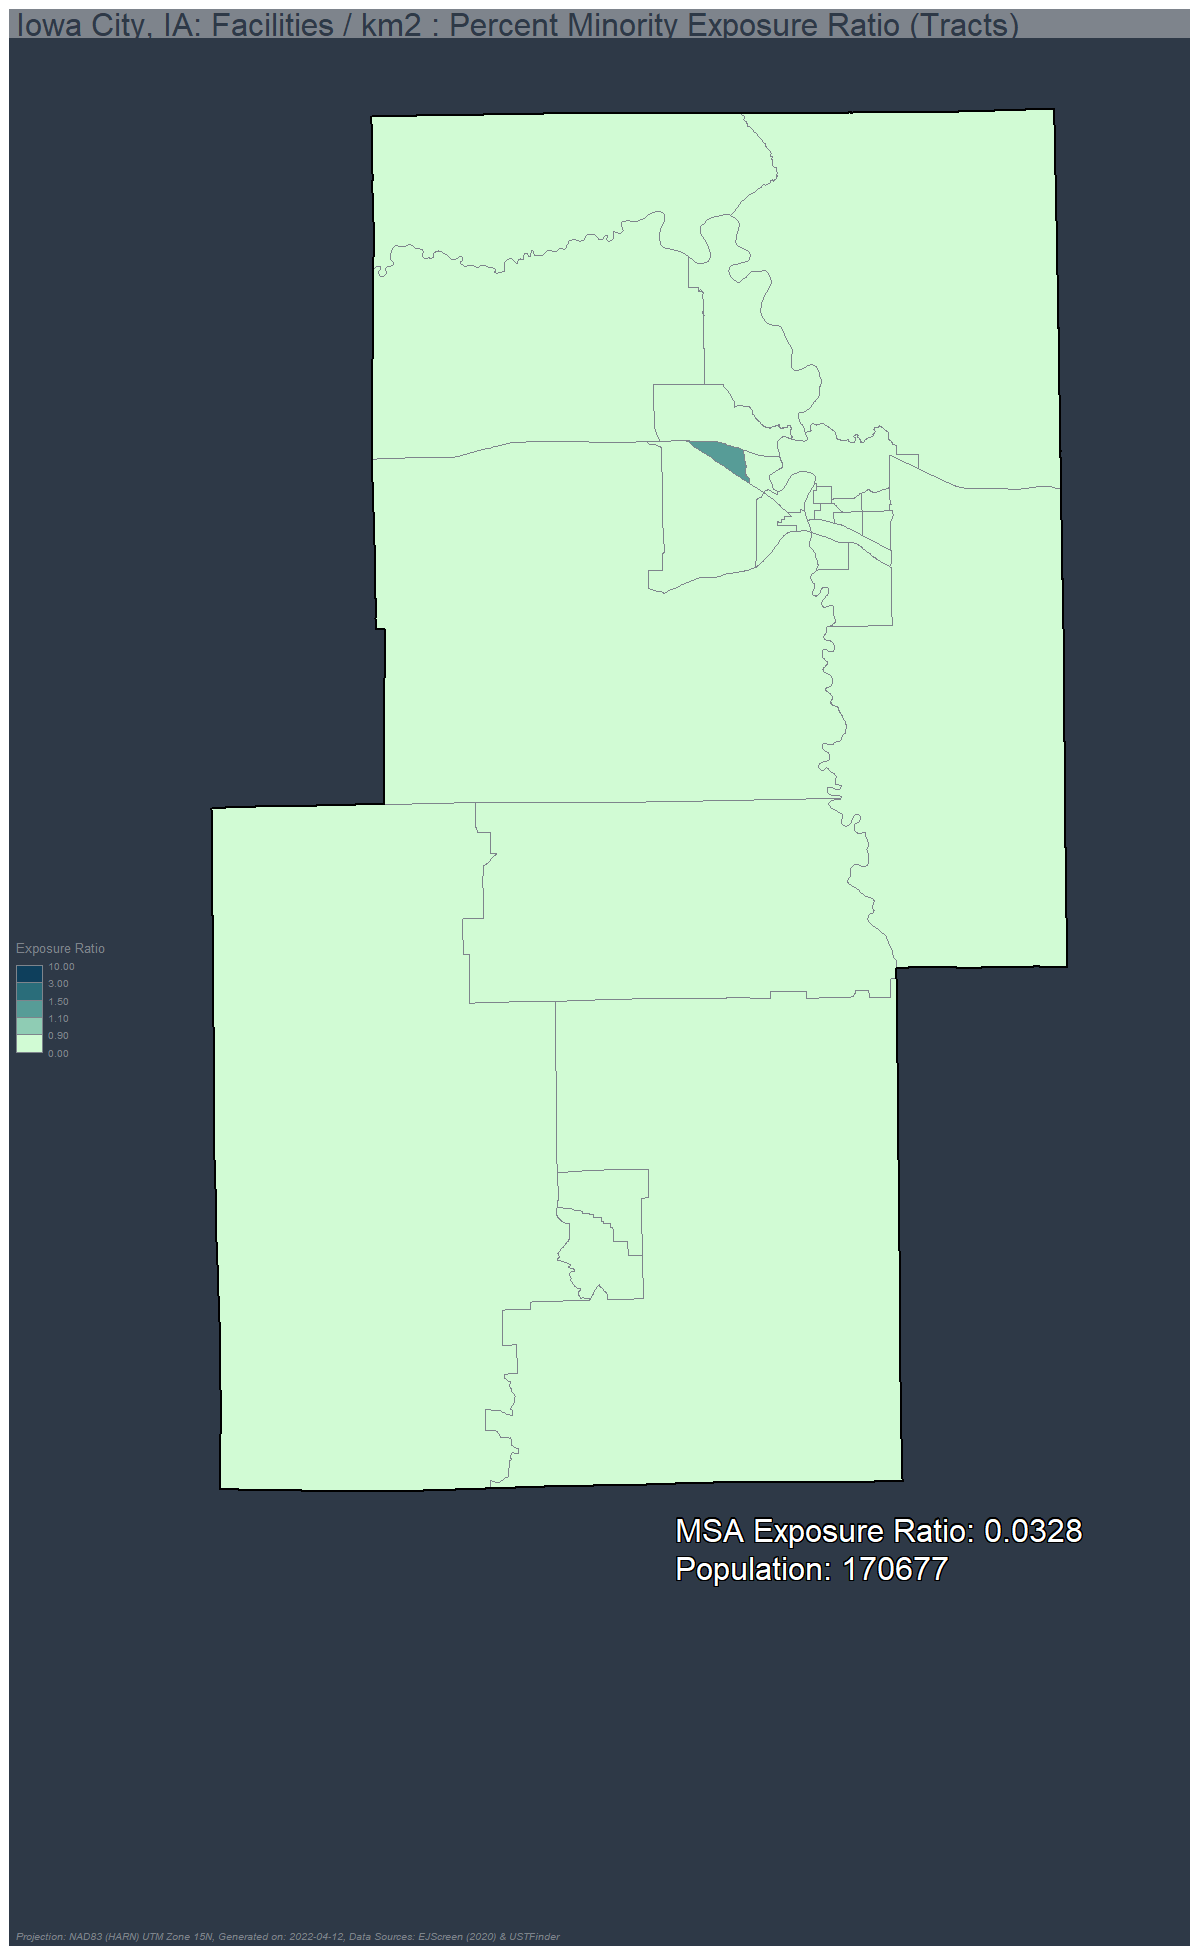 Iowa City, IA: Facilities / km2 : Percent Minority Exposure Ratio (Tracts)
Exposure Ratio
10.00
3.00
1.50
1.10
0.90
0.00
MSA Exposure Ratio: 0.0328
Population: 170677
Projection: NAD83 (HARN) UTM Zone 15N, Generated on: 2022-04-12, Data Sources: EJScreen (2020) & USTFinder